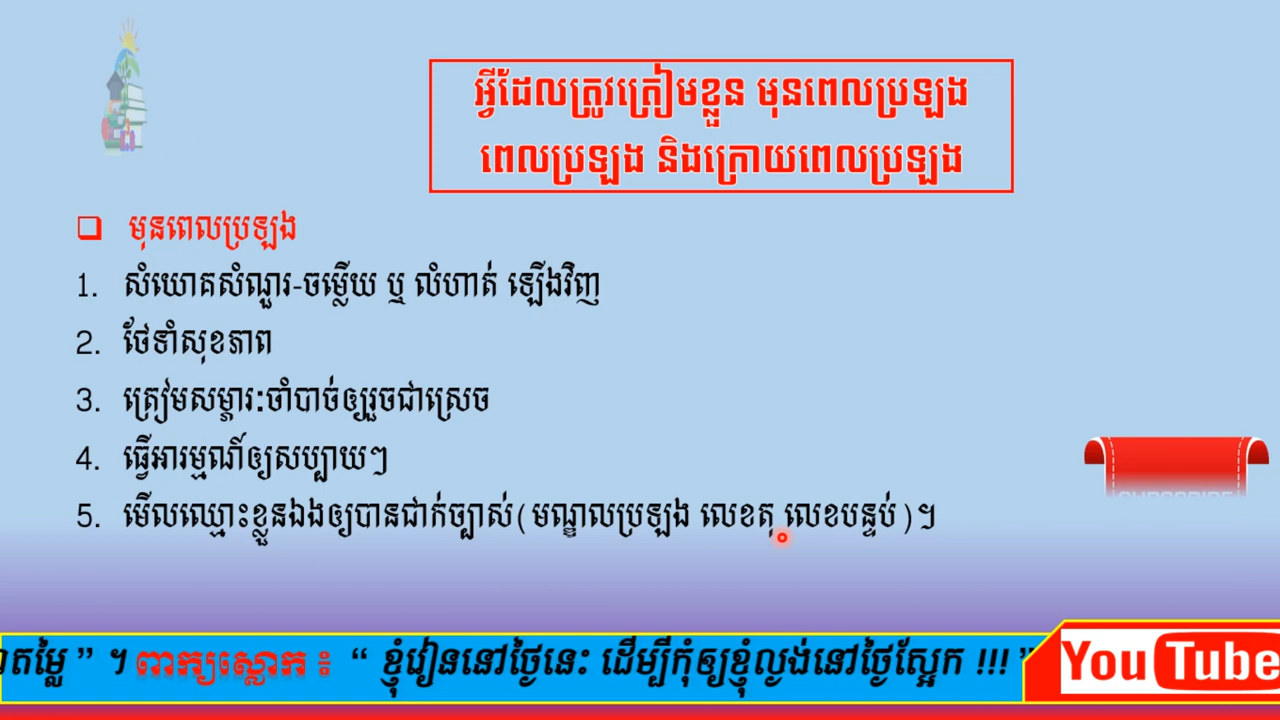 អ្វីដែលត្រូវត្រៀមខ្លួន មុនពេលប្រឡង
ពេលប្រឡង និងក្រោយពេលប្រឡង
មុនពេលប្រឡង
1. សំយោគសំណួរ-ចម្លើយ ឬ លំហាត់ ឡើងវិញ
2. ថែទាំសុខភាព
3. ត្រៀមសម្ភារៈចាំបាច់ឲ្យរួចជាស្រេច
4. ធ្វើអារម្មណ៍ឲ្យសប្បាយៗ
5. មើលឈ្មោះខ្លួនឯងឲ្យបានជាក់ច្បាស់(មណ្ឌលប្រឡង លេខតុ លេខបន្ទប់)។
តម្លៃ ” ។ ពាក្យស្លោក ៖ “ ខ្ញុំរៀននៅថ្ងៃនេះ ដើម្បីកុំឲ្យខ្ញុំល្ងង់នៅថ្ងៃស្អែក !!! ”
YouTube